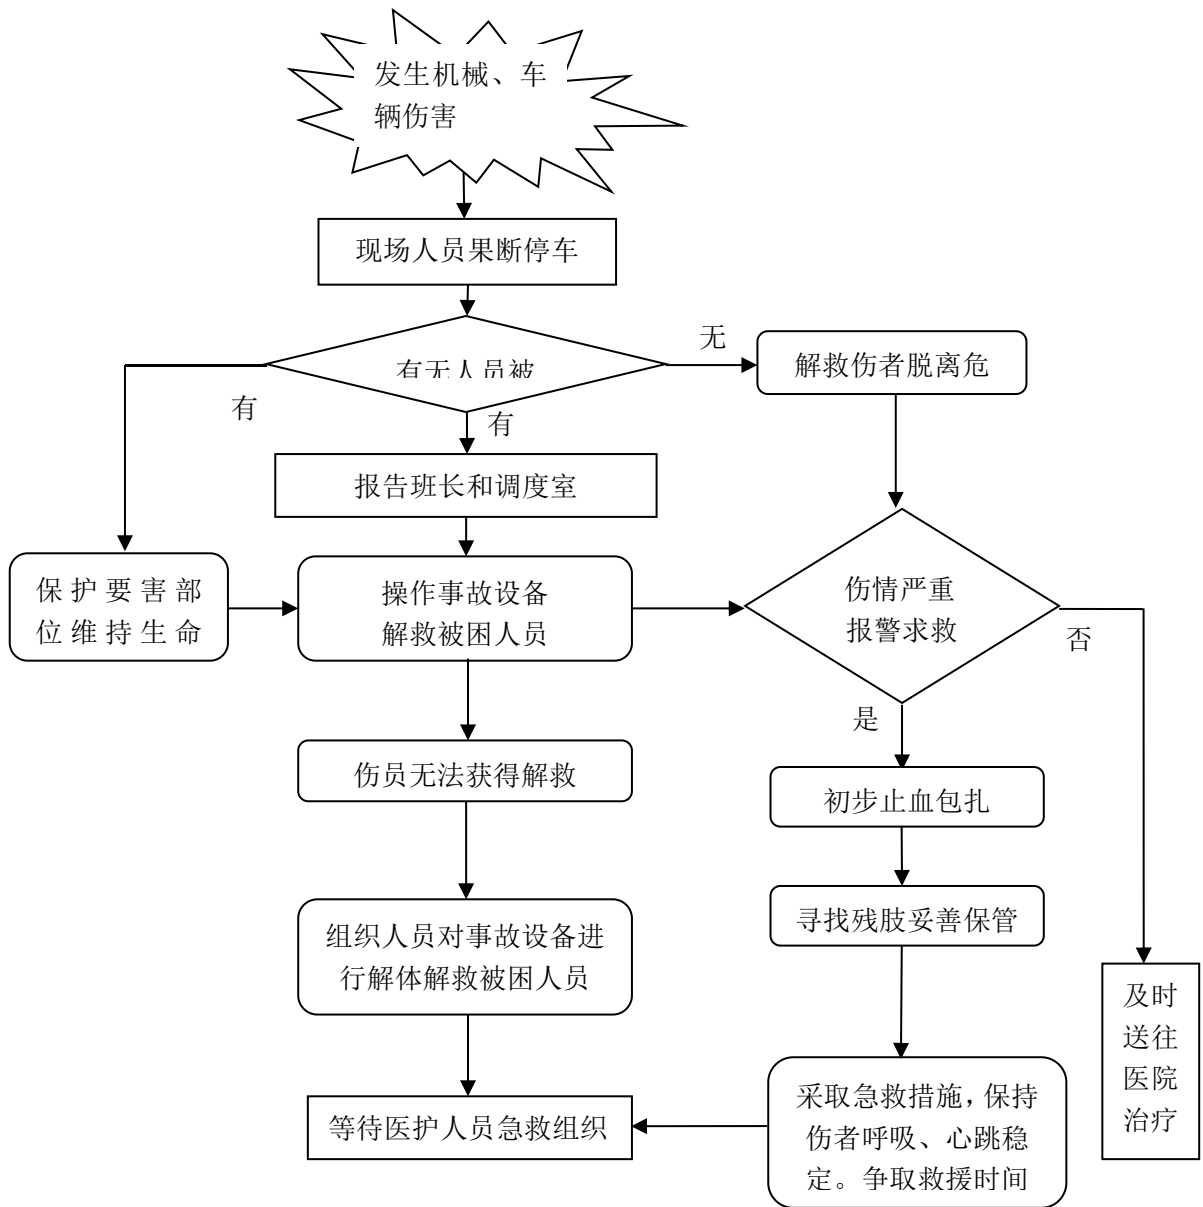 发生机械、车
辆伤害
现场人员果断停车
有无人员被
无
解救伤者脱离危
有
有
报告班长和调度室
保护要害部
位维持生命
操作事故设备
解救被困人员
伤情严重
报警求救
否
是
伤员无法获得解救
初步止血包扎
寻找残肢妥善保管
组织人员对事故设备进
行解体解救被困人员
及时
送往
医院
治疗
采取急救措施，保持
伤者呼吸、心跳稳
定。争取救援时间
等待医护人员急救组织